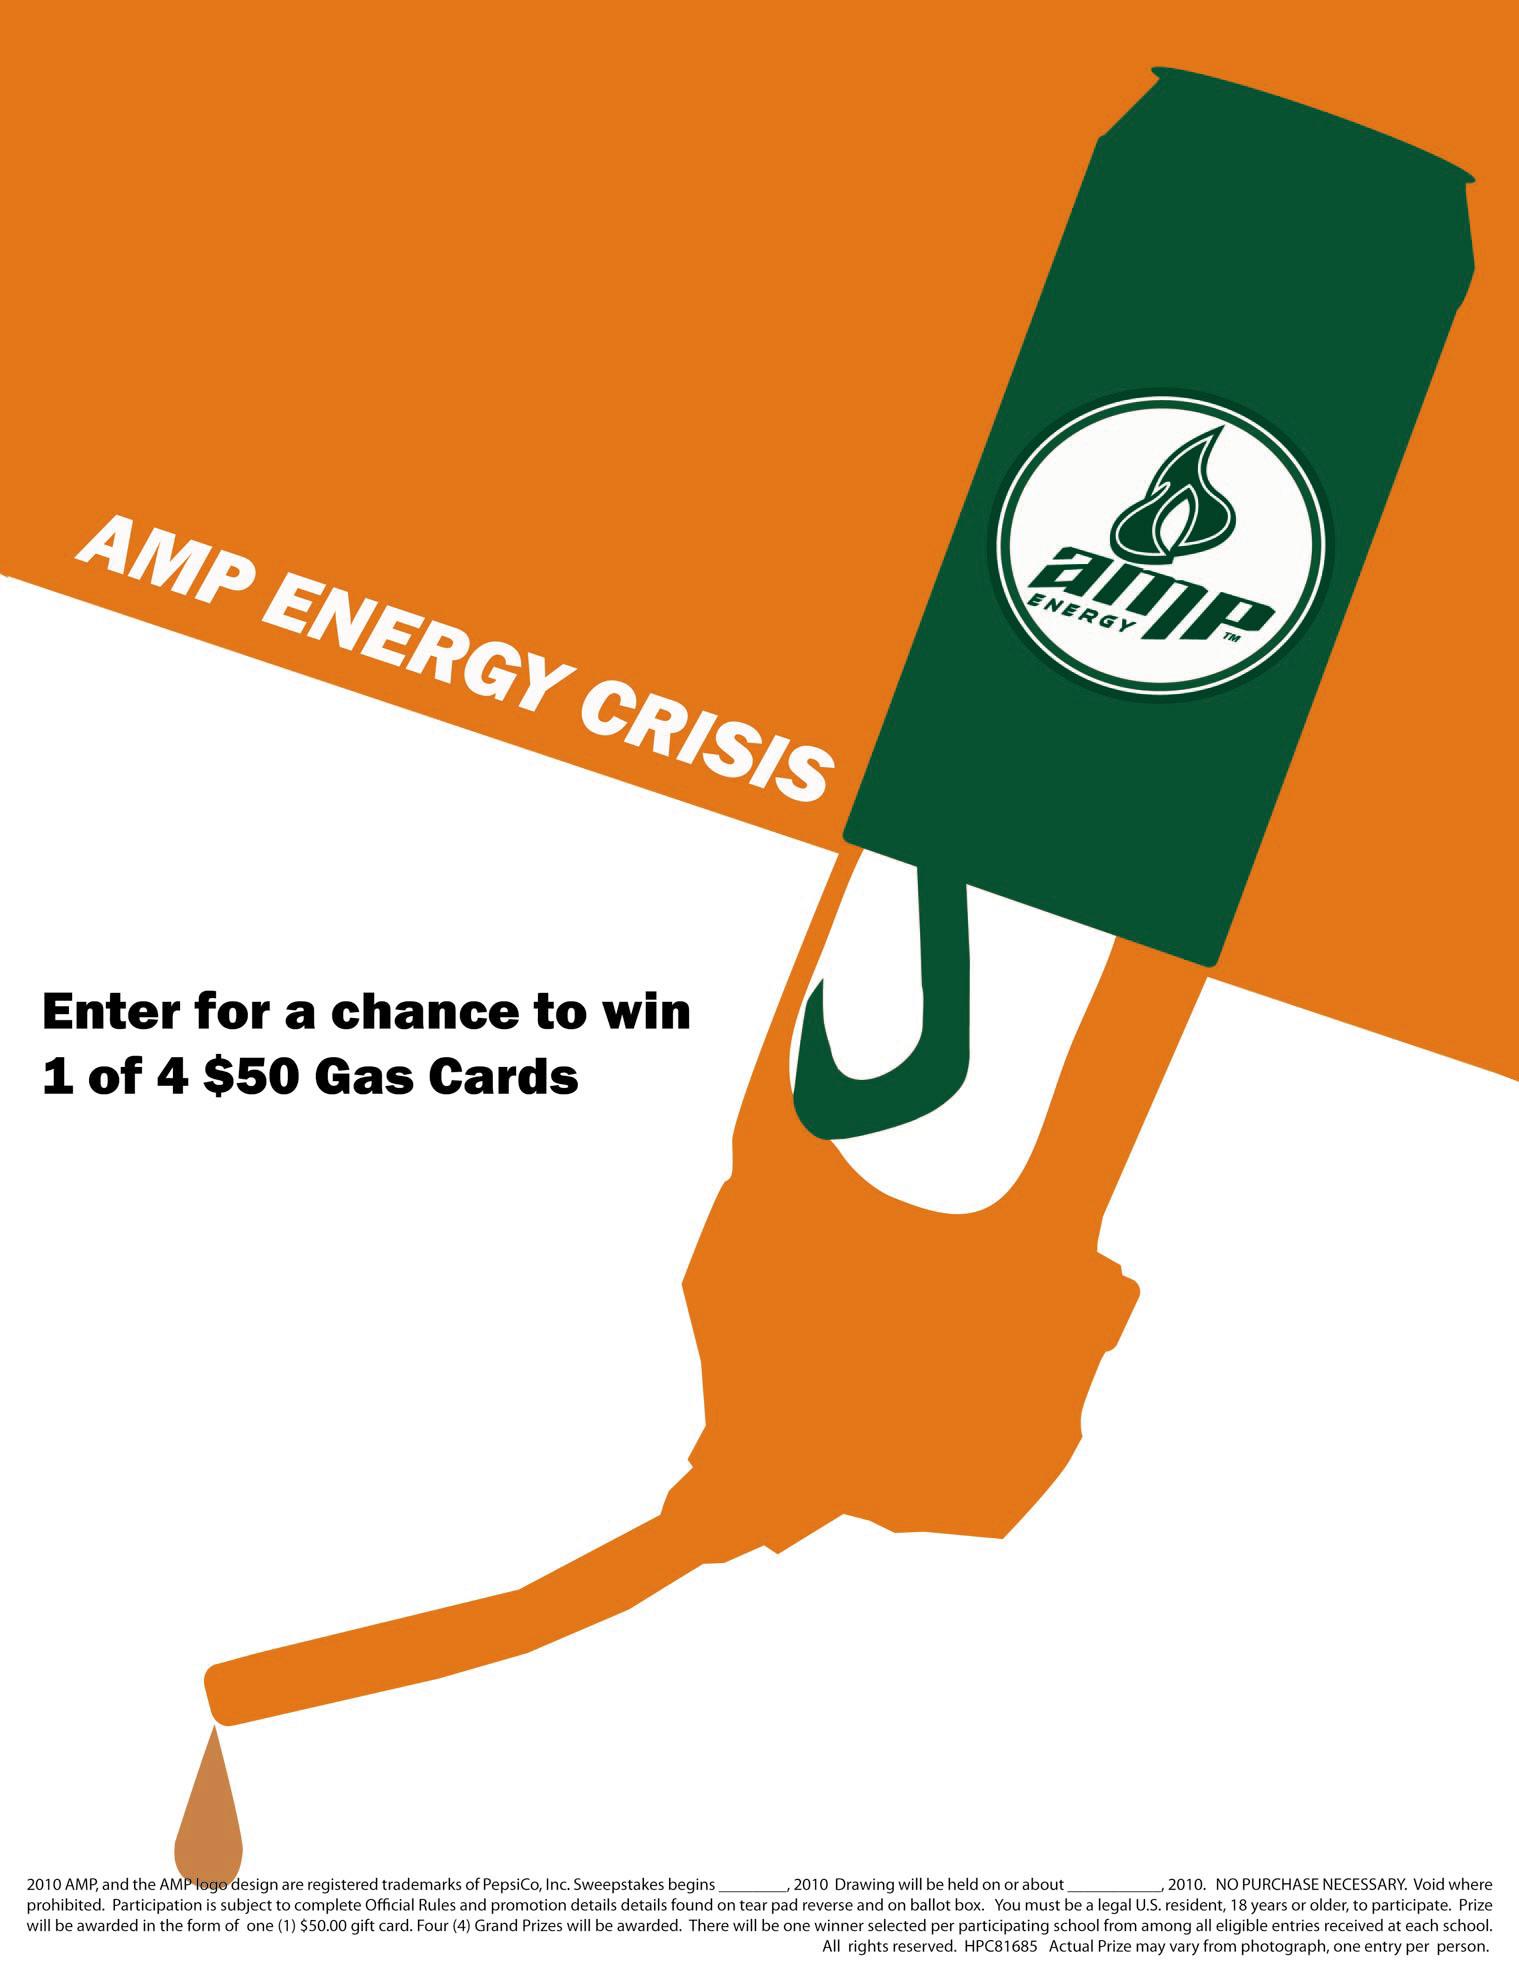 amp
ENERGY
TM
AMP ENERGY CRISIS
Enter for a chance to win
1 of 4 $50 Gas Cards
2010 AMP, and the AMP logo design are registered trademarks of PepsiCo, Inc. Sweepstakes begins ________, 2010 Drawing will be held on or about ___________, 2010. NO PURCHASE NECESSARY. Void where
prohibited. Participation is subject to complete Official Rules and promotion details details found on tear pad reverse and on ballot box. You must be a legal U.S. resident, 18 years or older, to participate. Prize
will be awarded in the form of one (1) $50.00 gift card. Four (4) Grand Prizes will be awarded. There will be one winner selected per participating school from among all eligible entries received at each school.
All rights reserved. HPC81685 Actual Prize may vary from photograph, one entry per person.